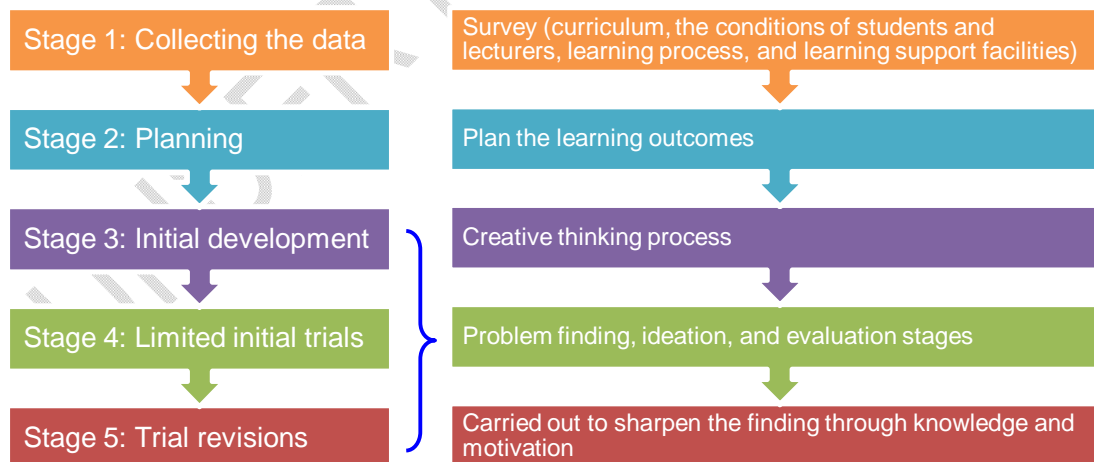 Stage 1: Collecting the data
Survey (curriculum, the conditions of students and
lecturers, learning process, and learning support facilities)
Stage 2: Planning
Plan the learning outcomes
Stage 3: Initial development
Creative thinking process
Stage 4: Limited initial trials
Problem finding, ideation, and evaluation stages
Stage 5: Trial revisions
Carried out to sharpen the finding through knowledge and
motivation